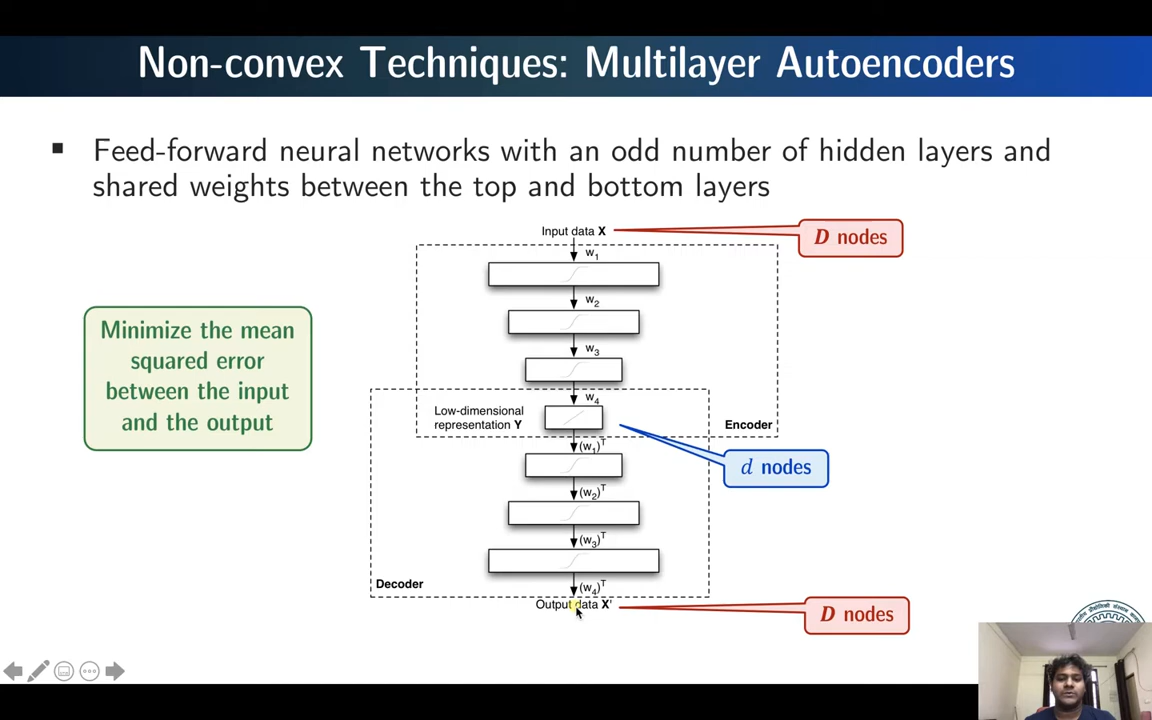 Non-convex Techniques: Multilayer Autoencoders
▪ Feed-forward neural networks with an odd number of hidden layers and
shared weights between the top and bottom layers
Input data X
D nodes
w1
w2
w3
w4
Minimize the mean
squared error
between the input
and the output
Low-dimensional
representation Y
Encoder
d nodes
(w1)T
(w2)T
(w3)T
(w4)T
Decoder
Output data X'
D nodes